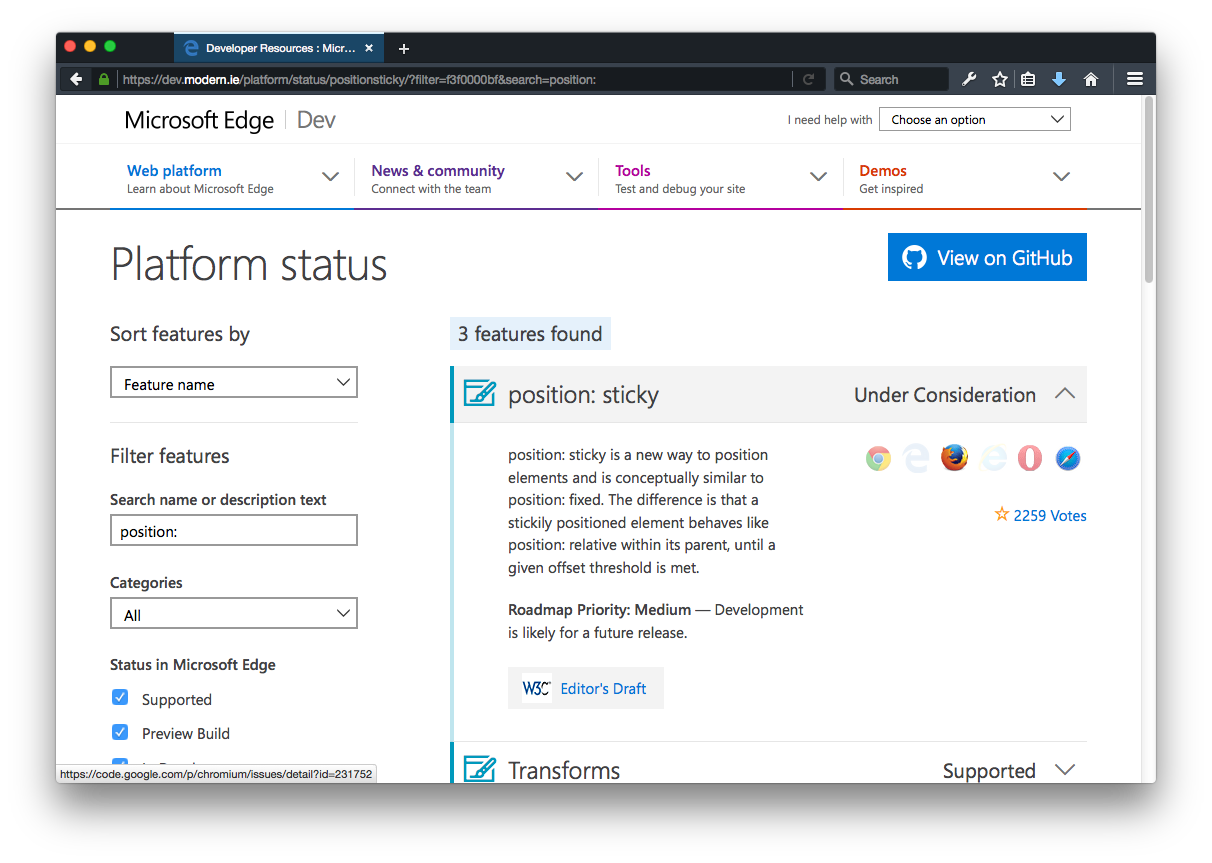 Developer Resources : Micr...
https://dev.modern.ie/platform/status/positionsticky/?filter=f3f0000bf&search=position:
Search
Microsoft Edge
Dev
I need help with
Choose an option
Web platform
Learn about Microsoft Edge
News & community
Connect with the team
Tools
Test and debug your site
Demos
Get inspired
Platform status
View on GitHub
Sort features by
Feature name
Filter features
Search name or description text
position:
Categories
All
Status in Microsoft Edge
Supported
Preview Build
3 features found
position: sticky
Under Consideration
position: sticky is a new way to position
elements and is conceptually similar to
position: fixed. The difference is that a
stickily positioned element behaves like
position: relative within its parent, until a
given offset threshold is met.
2259 Votes
Roadmap Priority: Medium — Development
is likely for a future release.
W3C
Editor's Draft
Transforms
Supported
https://code.google.com/p/chromium/issues/detail?id=231752